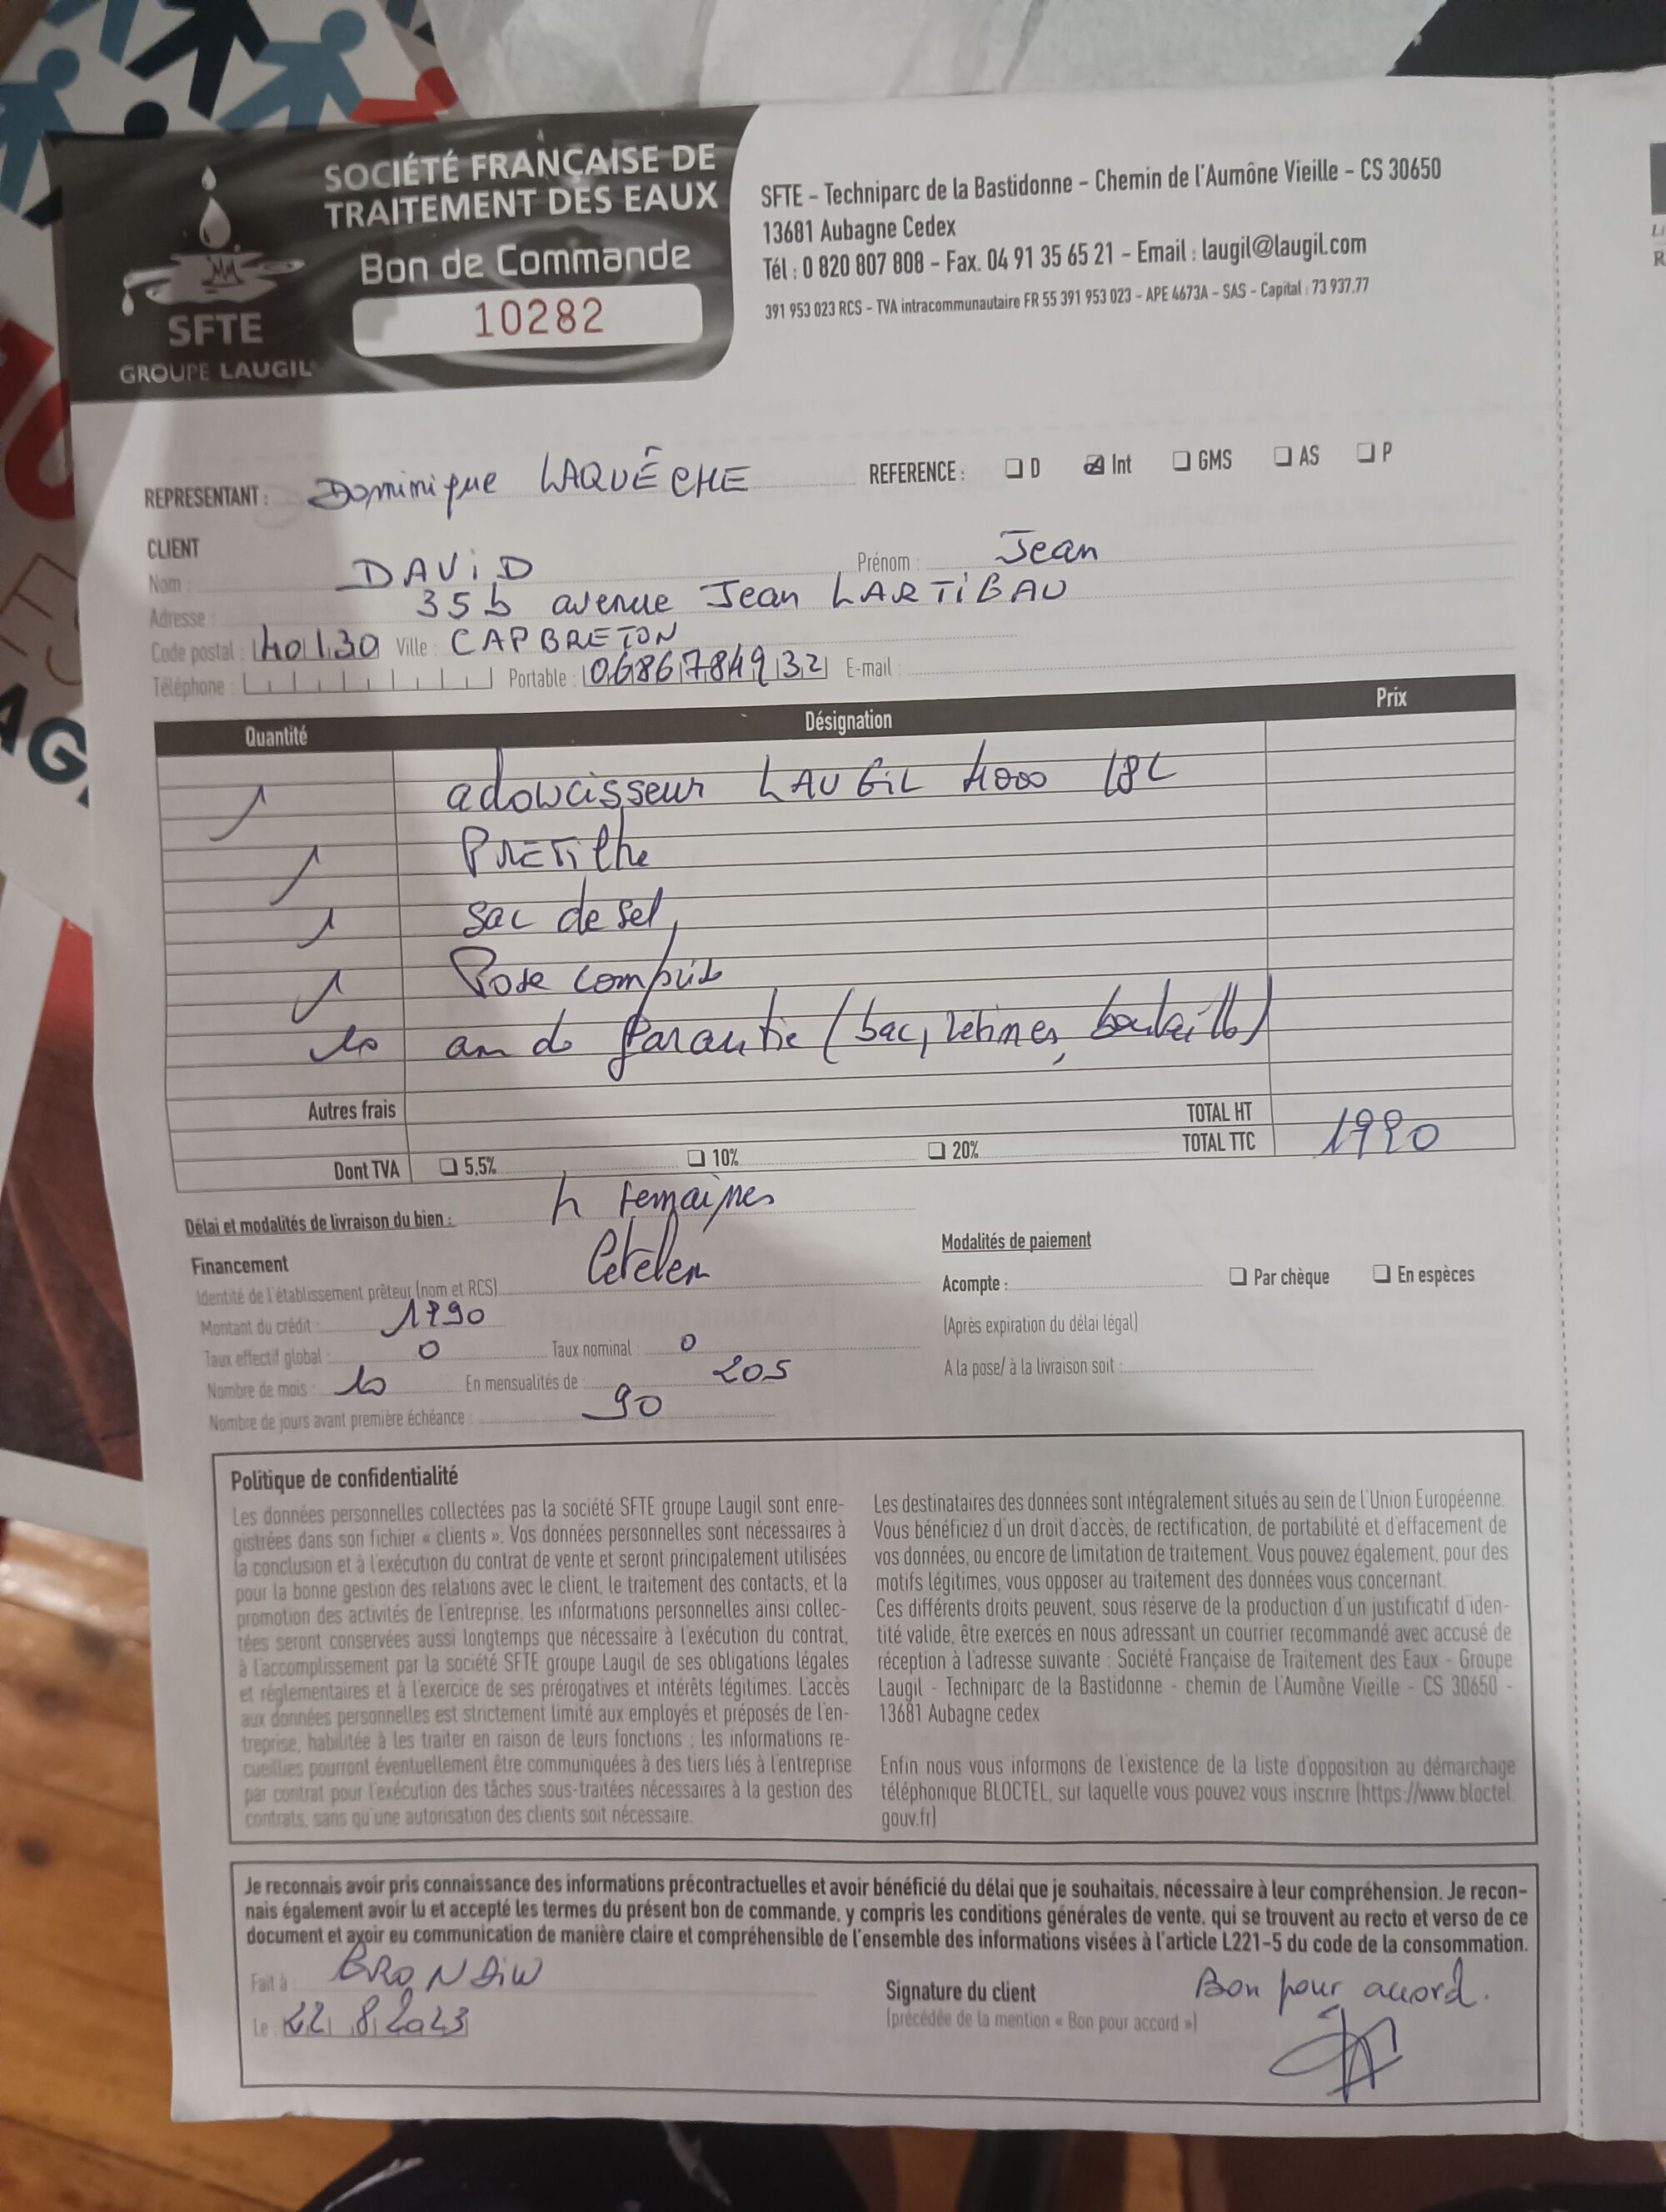 SOCIÉTÉ FRANÇAISE DE
TRAITEMENT DES EAUX
Bon de Commande
10282
SFTE
GROUPE LAUGIL
SFTE – Techniparc de la Bastidonne – Chemin de l'Aumône Vieille – CS 30650
13681 Aubagne Cedex
Tél : 0 820 807 808 – Fax. 04 91 35 65 21 – Email : laugil@laugil.com
391 953 023 RCS – TVA intracommunautaire FR 55 391 953 023 – APE 4673A – SAS – Capital : 73 937,77
REPRESENTANT : Dominique LAQUÊCHE REFERENCE : D Int GMS AS P
CLIENT
Nom : DAVID Prénom : Jean
Adresse : 35 b avenue Jean LARTIBAU
Code postal : 40130 Ville : CAPBRETON
Téléphone : Portable : 0686784932 E-mail :
Quantité Désignation Prix
1 adoucisseur LAUGIL 4000 18L
1
1 sac de sel
1 Pose compris
10 an de garantie (bac, résines, bouteille)
Autres frais TOTAL HT
Dont TVA 5,5% 10% 20% TOTAL TTC 1990
Délai et modalités de livraison du bien : 4 semaines
Financement
Identité de l'établissement prêteur (nom et RCS) Cetelem
Montant du crédit : 1990
Taux effectif global : 0 Taux nominal : 0
Nombre de mois : 10 En mensualités de : 205
Nombre de jours avant première échéance : 90
Modalités de paiement
Acompte : Par chèque En espèces
(Après expiration du délai légal)
A la pose/ à la livraison soit :
Politique de confidentialité
Les données personnelles collectées pas la société SFTE groupe Laugil sont enre-
gistrées dans son fichier « clients ». Vos données personnelles sont nécessaires à
la conclusion et à l'exécution du contrat de vente et seront principalement utilisées
pour la bonne gestion des relations avec le client, le traitement des contacts, et la
promotion des activités de l'entreprise. les informations personnelles ainsi collec-
tées seront conservées aussi longtemps que nécessaire à l'exécution du contrat,
à l'accomplissement par la société SFTE groupe Laugil de ses obligations légales
et réglementaires et à l'exercice de ses prérogatives et intérêts légitimes. L'accès
aux données personnelles est strictement limité aux employés et préposés de l'en-
treprise, habilitée à les traiter en raison de leurs fonctions ; les informations re-
cueillies pourront éventuellement être communiquées à des tiers liés à l'entreprise
par contrat pour l'exécution des tâches sous-traitées nécessaires à la gestion des
contrats, sans qu'une autorisation des clients soit nécessaire.
Les destinataires des données sont intégralement situés au sein de l'Union Européenne.
Vous bénéficiez d'un droit d'accès, de rectification, de portabilité et d'effacement de
vos données, ou encore de limitation de traitement. Vous pouvez également, pour des
motifs légitimes, vous opposer au traitement des données vous concernant.
Ces différents droits peuvent, sous réserve de la production d'un justificatif d'iden-
tité valide, être exercés en nous adressant un courrier recommandé avec accusé de
réception à l'adresse suivante : Société Française de Traitement des Eaux - Groupe
Laugil - Techniparc de la Bastidonne - chemin de l'Aumône Vieille - CS 30650 -
13681 Aubagne cedex
Enfin nous vous informons de l'existence de la liste d'opposition au démarchage
téléphonique BLOCTEL, sur laquelle vous pouvez vous inscrire (https://www.bloctel.
gouv.fr)
Je reconnais avoir pris connaissance des informations précontractuelles et avoir bénéficié du délai que je souhaitais, nécessaire à leur compréhension. Je recon-
nais également avoir lu et accepté les termes du présent bon de commande, y compris les conditions générales de vente, qui se trouvent au recto et verso de ce
document et avoir eu communication de manière claire et compréhensible de l'ensemble des informations visées à l'article L221-5 du code de la consommation.
Fait à :
Le : 22 8 2023
Signature du client
(précédée de la mention « Bon pour accord »)
Bon pour accord.